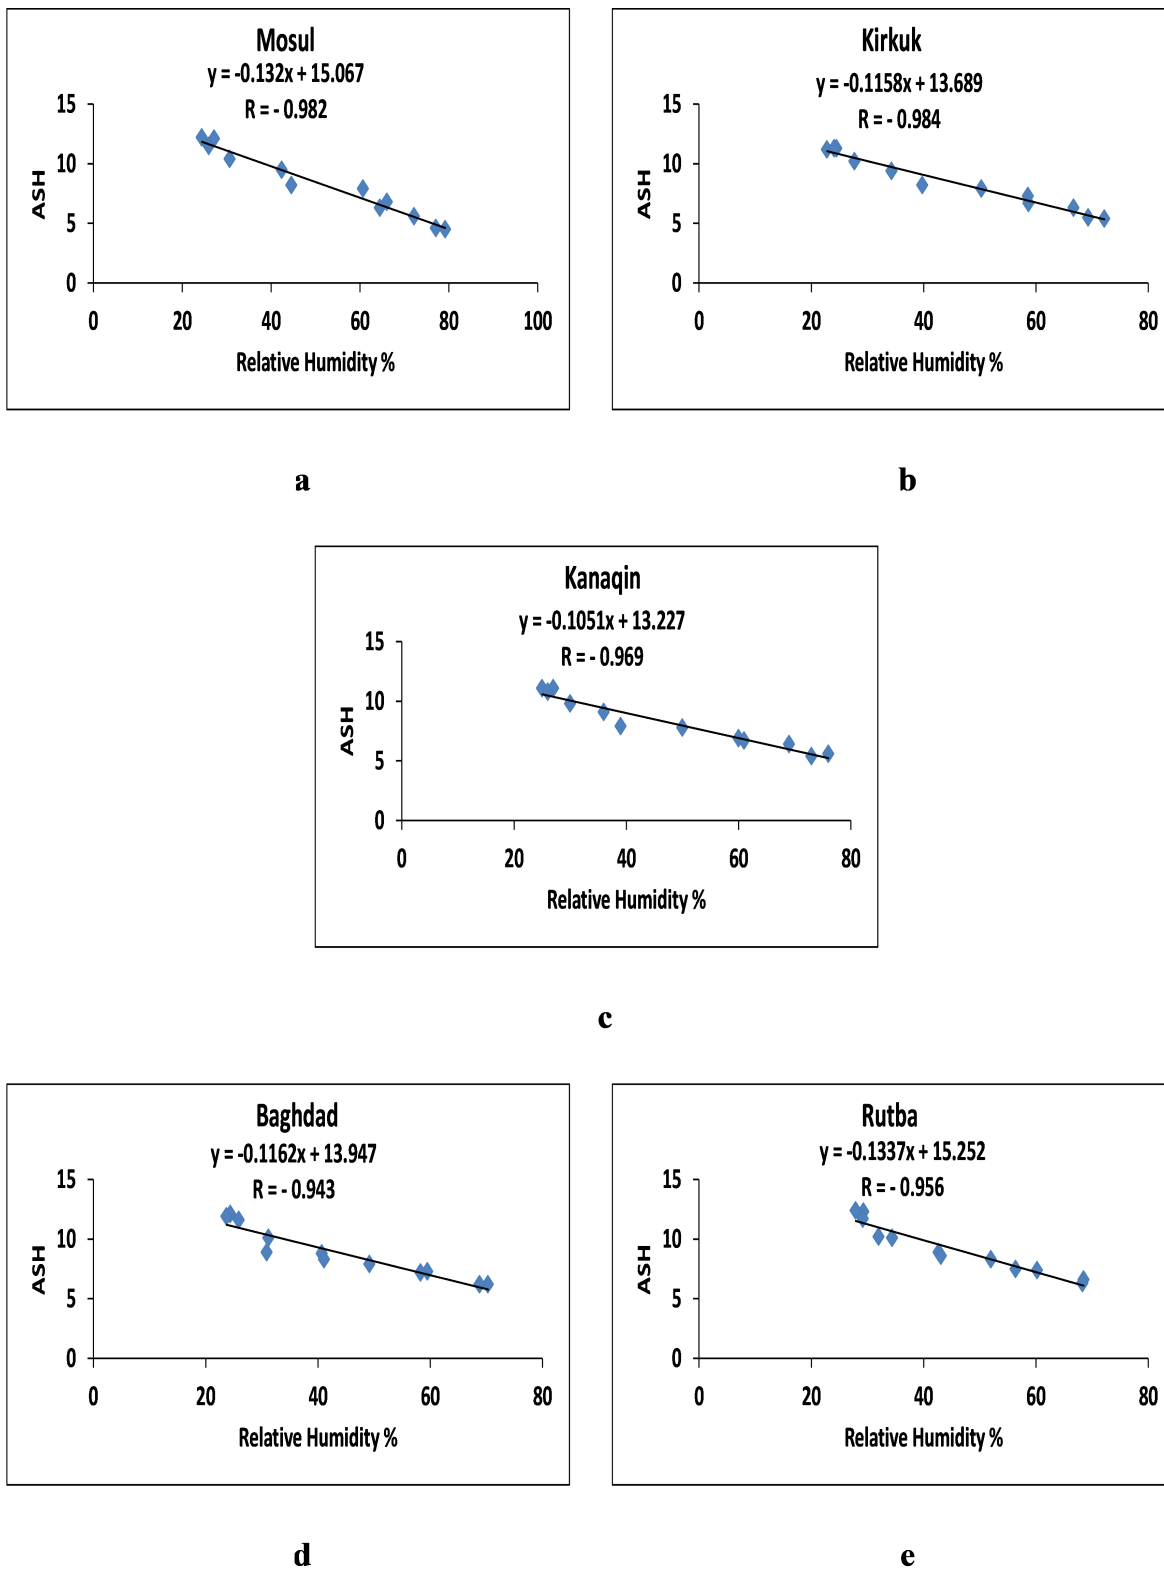 Mosul
y = -0.132x + 15.067
R = - 0.982
15
10
5
0
ASH
0 20 40 60 80 100
Relative Humidity %
a
Kirkuk
y = -0.1158x + 13.689
R = - 0.984
15
10
5
0
ASH
0 20 40 60 80
Relative Humidity %
b
Kanaqin
y = -0.1051x + 13.227
R = - 0.969
15
10
5
0
ASH
0 20 40 60 80
Relative Humidity %
c
Baghdad
y = -0.1162x + 13.947
R = - 0.943
15
10
5
0
ASH
0 20 40 60 80
Relative Humidity %
d
Rutba
y = -0.1337x + 15.252
R = - 0.956
15
10
5
0
ASH
0 20 40 60 80
Relative Humidity %
e